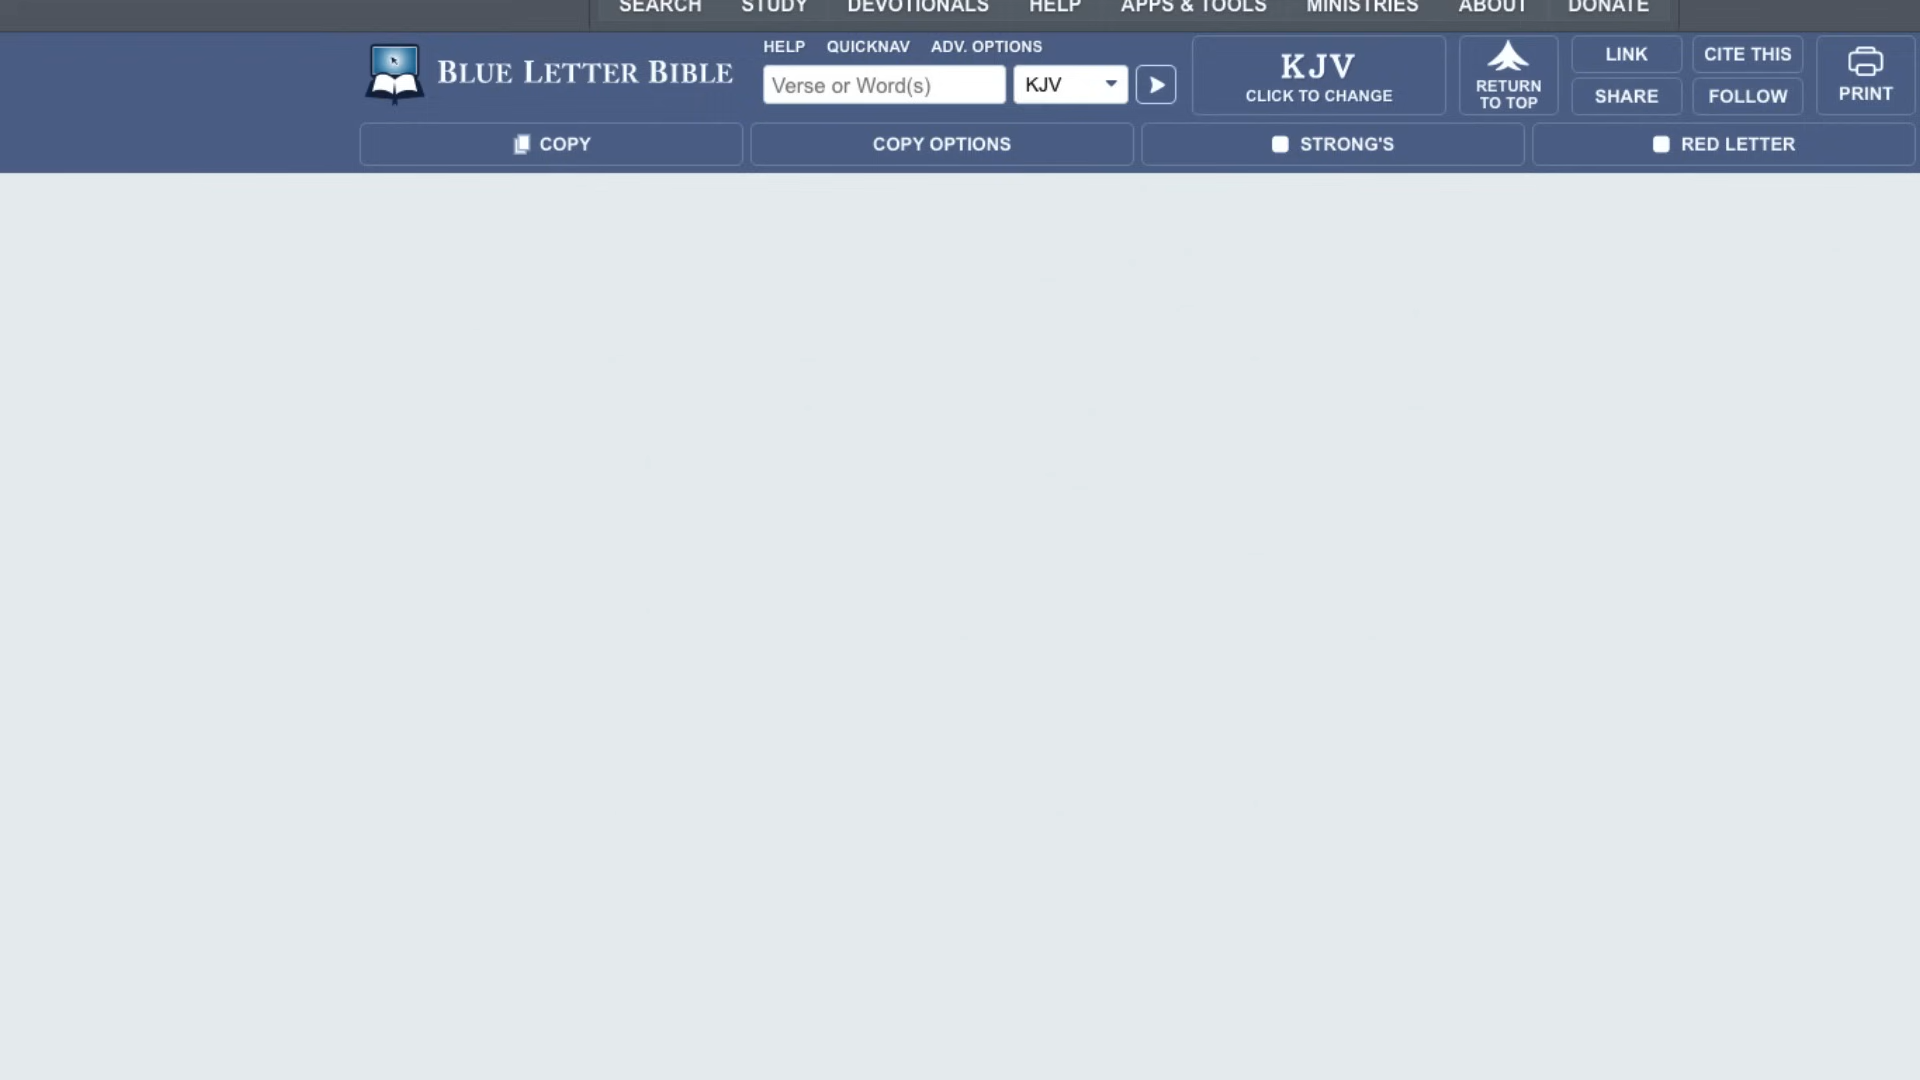 SEARCH STUDY DEVOTIONALS HELP APPS & TOOLS MINISTRIES ABOUT DONATE
BLUE LETTER BIBLE
HELP QUICKNAV ADV. OPTIONS
Verse or Word(s) KJV
KJV
CLICK TO CHANGE
RETURN
TO TOP
LINK CITE THIS
SHARE FOLLOW
PRINT
COPY COPY OPTIONS STRONG'S RED LETTER